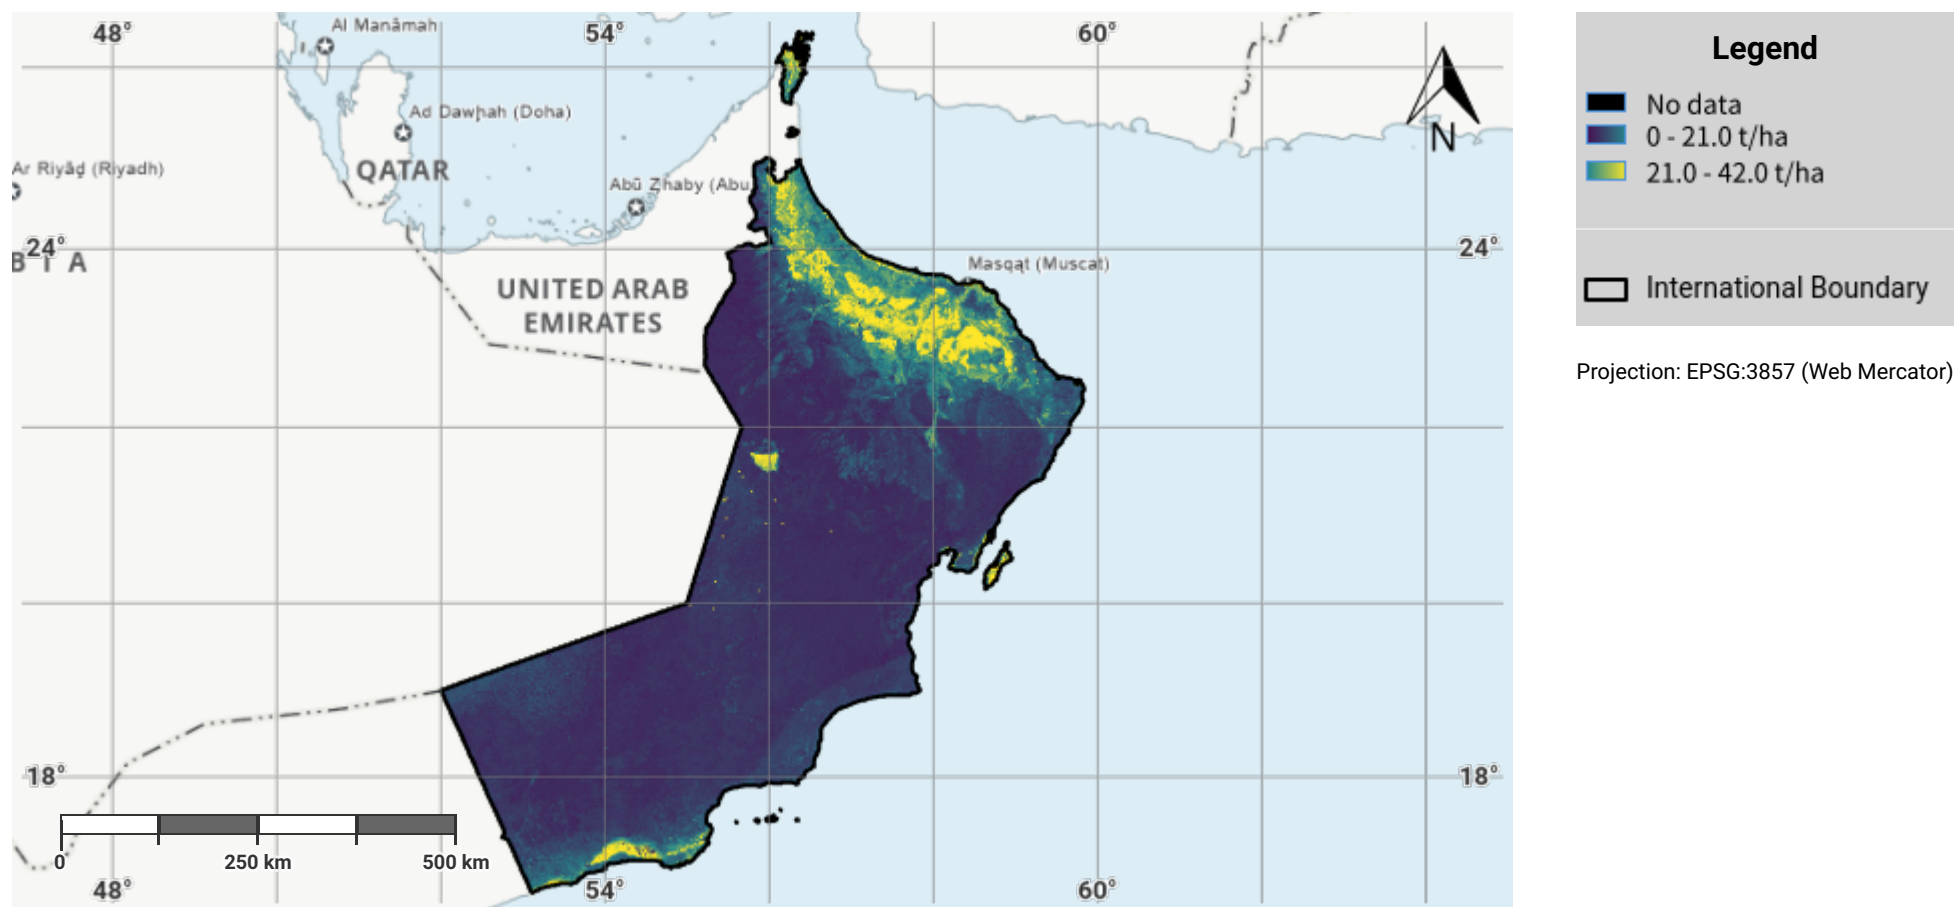 48°
54°
60°
Al Manāmah
Ad Dawḩah (Doha)
Ar Riyāḑ (Riyadh)
QATAR
Abū Z̧haby (Abu
24°
24°
B I A
Masqaţ (Muscat)
UNITED ARAB
EMIRATES
N
18°
18°
0
250 km
500 km
48°
54°
60°
Legend
No data
0 - 21.0 t/ha
21.0 - 42.0 t/ha
International Boundary
Projection: EPSG:3857 (Web Mercator)